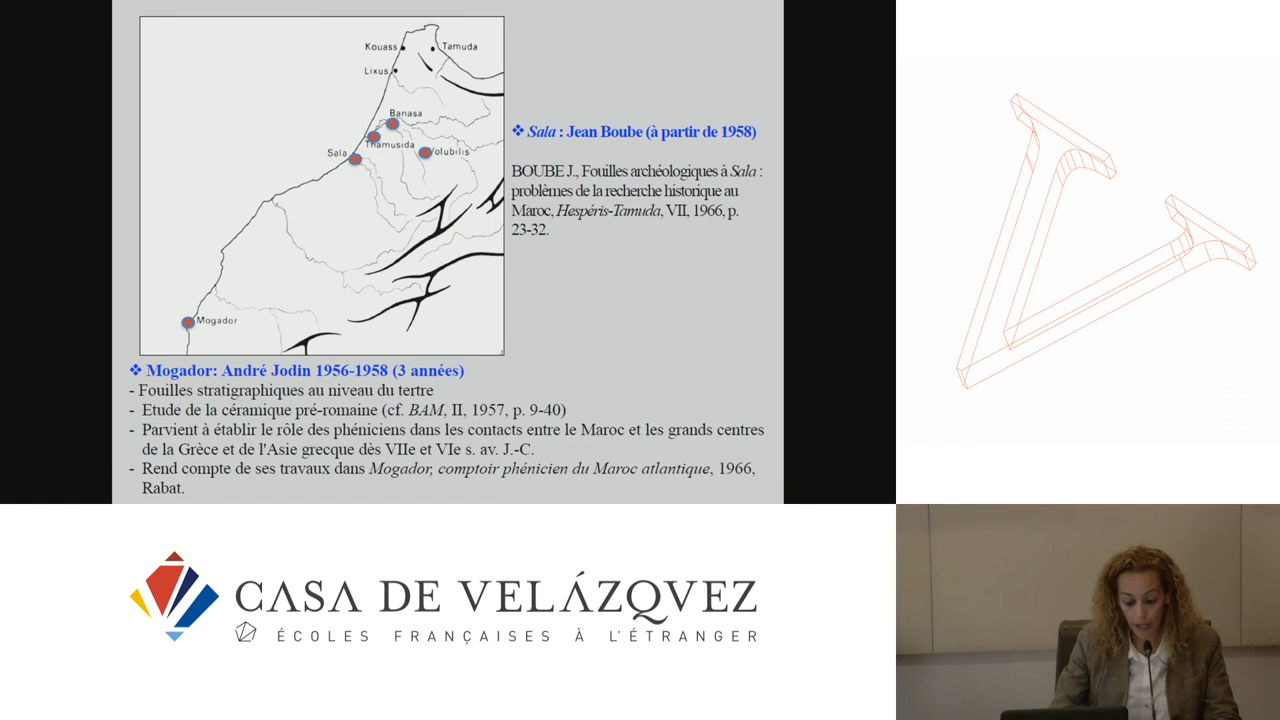 Kouass
Tamuda
Lixus
Banasa
Thamusida
Sala
Volubilis
Mogador
❖ Sala : Jean Boube (à partir de 1958)
BOUBE J., Fouilles archéologiques à Sala :
problèmes de la recherche historique au
Maroc, Hespéris-Tamuda, VII, 1966, p.
23-32.
❖ Mogador: André Jodin 1956-1958 (3 années)
- Fouilles stratigraphiques au niveau du tertre
- Etude de la céramique pré-romaine (cf. BAM, II, 1957, p. 9-40)
- Parvient à établir le rôle des phéniciens dans les contacts entre le Maroc et les grands centres
de la Grèce et de l'Asie grecque dès VIIe et VIe s. av. J.-C.
- Rend compte de ses travaux dans Mogador, comptoir phénicien du Maroc atlantique, 1966,
Rabat.
CASA DE VELÁZQVEZ
ÉCOLES FRANÇAISES À L'ÉTRANGER